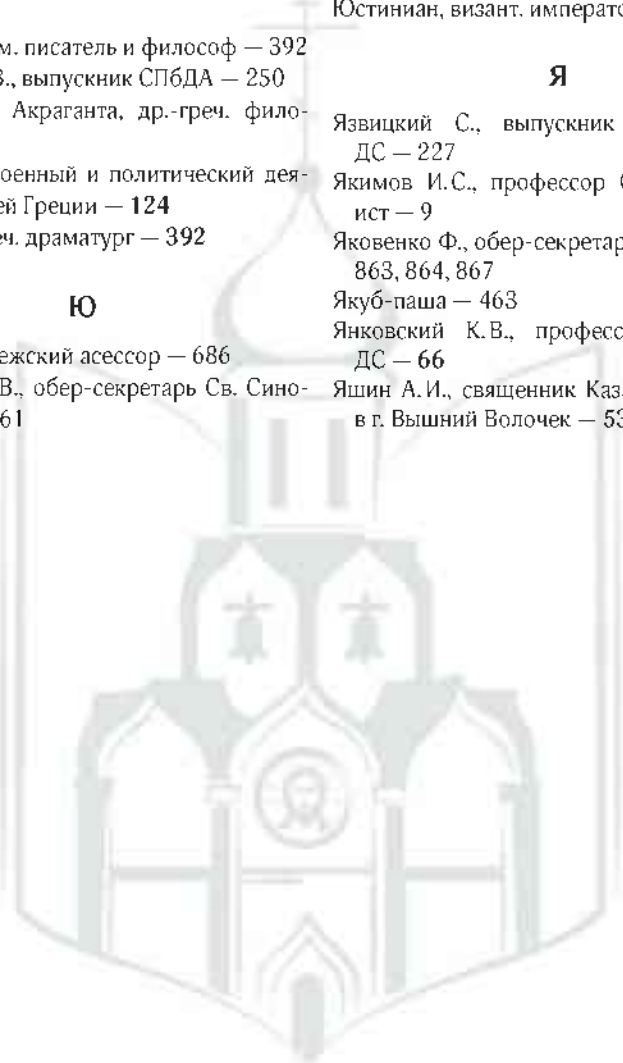 м. писатель и философ — 392
В., выпускник СПбДА — 250
Акраганта, др.-греч. фило-
оенный и политический дея-
ей Греции — 124
еч. драматург — 392
Ю
ежский асессор — 686
В., обер-секретарь Св. Сино-
61
Юстиниан, визант. императо
Я
Язвицкий С., выпускник
ДС — 227
Якимов И.С., профессор
ист — 9
Яковенко Ф., обер-секретар
863, 864, 867
Якуб-паша — 463
Янковский К.В., професс
ДС — 66
Яшин А.И., священник Каз
в г. Вышний Волочек — 53